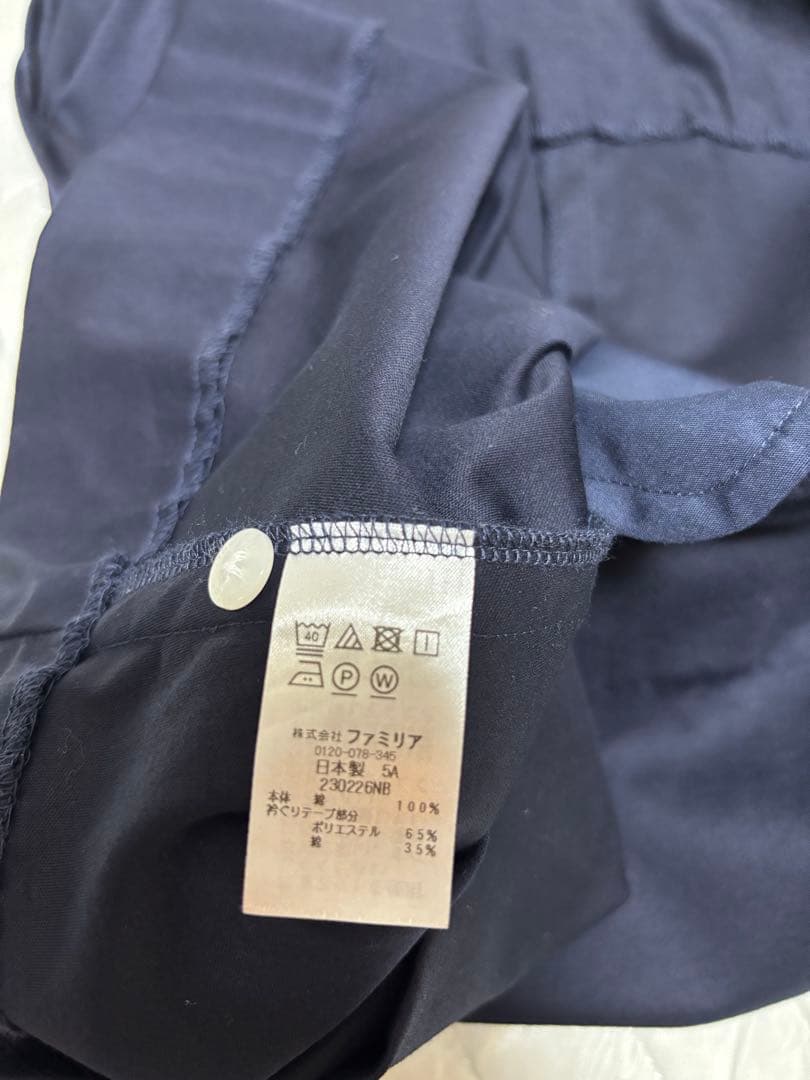 40
P W
株式会社 ファミリア
0120-078-345
日本製 5A
230226NB
本体 綿 100%
衿ぐりテープ部分
ポリエステル 65%
綿 35%